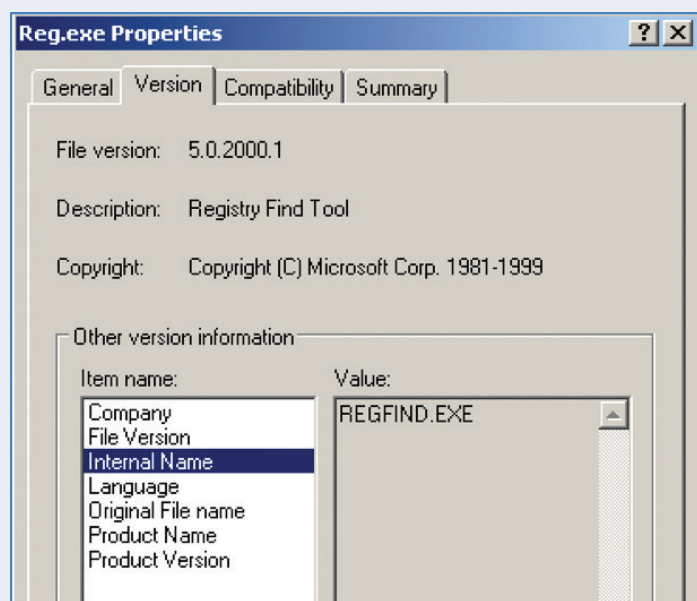 Reg.exe Properties
General Version Compatibility Summary
File version: 5.0.2000.1
Description: Registry Find Tool
Copyright: Copyright (C) Microsoft Corp. 1981-1999
Other version information
Item name: Value:
Company REGFIND.EXE
File Version
Internal Name
Language
Original File name
Product Name
Product Version